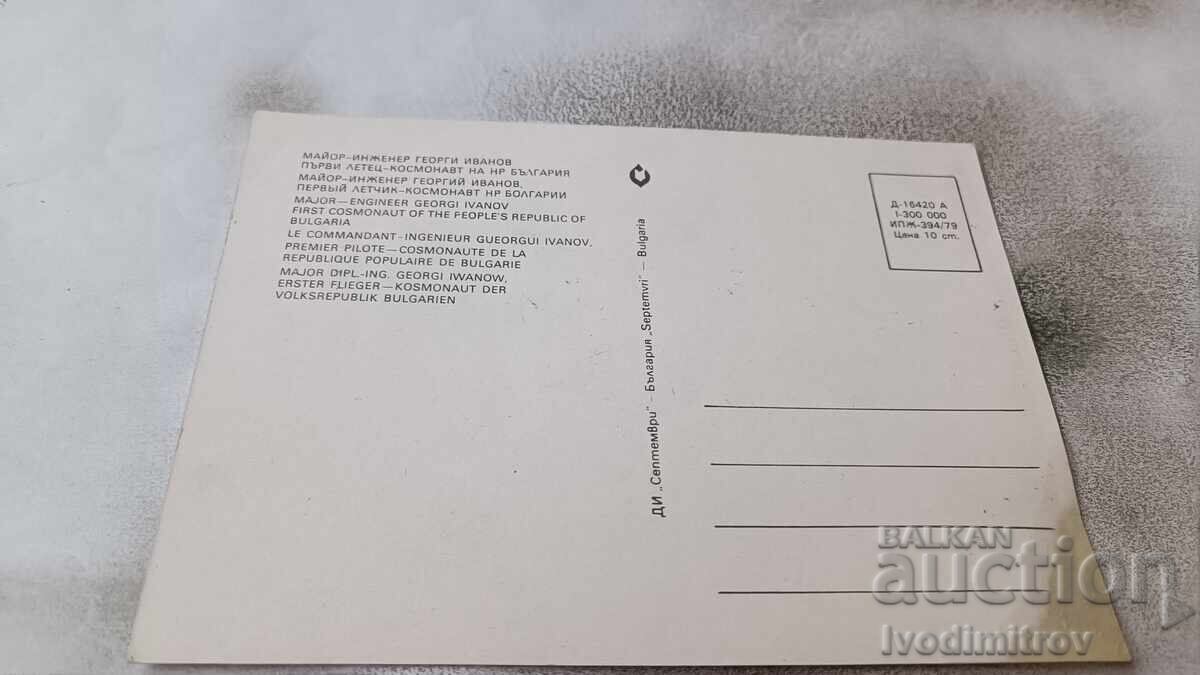 МАЙОР-ИНЖЕНЕР ГЕОРГИ ИВАНОВ
ПЪРВИ ЛЕТЕЦ-КОСМОНАВТ НА НР БЪЛГАРИЯ
МАЙОР-ИНЖЕНЕР ГЕОРГИЙ ИВАНОВ,
ПЕРВЫЙ ЛЕТЧИК-КОСМОНАВТ НР БОЛГАРИИ
MAJOR—ENGINEER GEORGI IVANOV
FIRST COSMONAUT OF THE PEOPLE'S REPUBLIC OF
BULGARIA
LE COMMANDANT-INGENIEUR GUEORGUI IVANOV,
PREMIER PILOTE—COSMONAUTE DE LA
REPUBLIQUE POPULAIRE DE BULGARIE
MAJOR DIPL.-ING. GEORGI IWANOW,
ERSTER FLIEGER—KOSMONAUT DER
VOLKSREPUBLIK BULGARIEN
ДИ „Септември" - България „Septemvri" — Bulgaria
Д-16420 А
I-300 000
ИПЖ-394/79
Цена 10 ст.
BALKAN
auction
Ivodimitrov